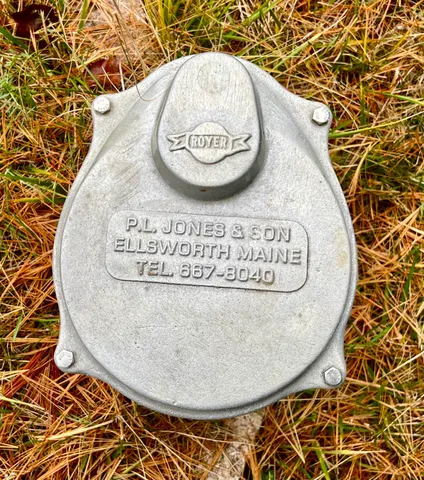 ROYER
P.L. JONES & SON
ELLSWORTH MAINE
TEL. 667-8040